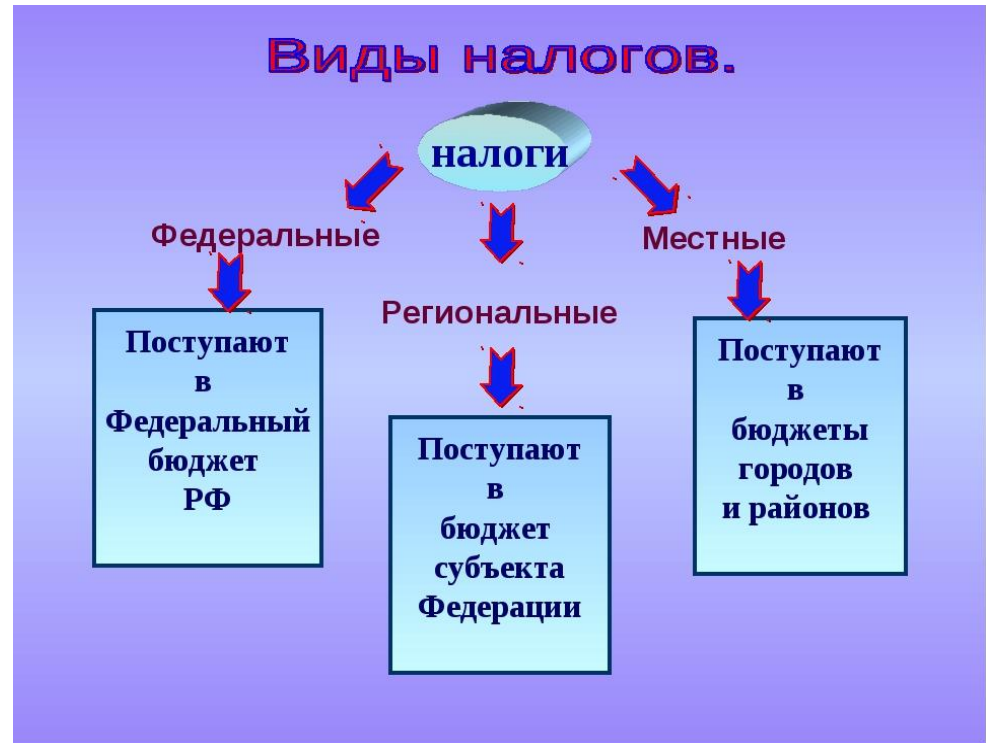 Виды налогов.
налоги
Федеральные
Поступают
в
Федеральный
бюджет
РФ
Региональные
Поступают
в
бюджет
субъекта
Федерации
Местные
Поступают
в
бюджеты
городов
и районов